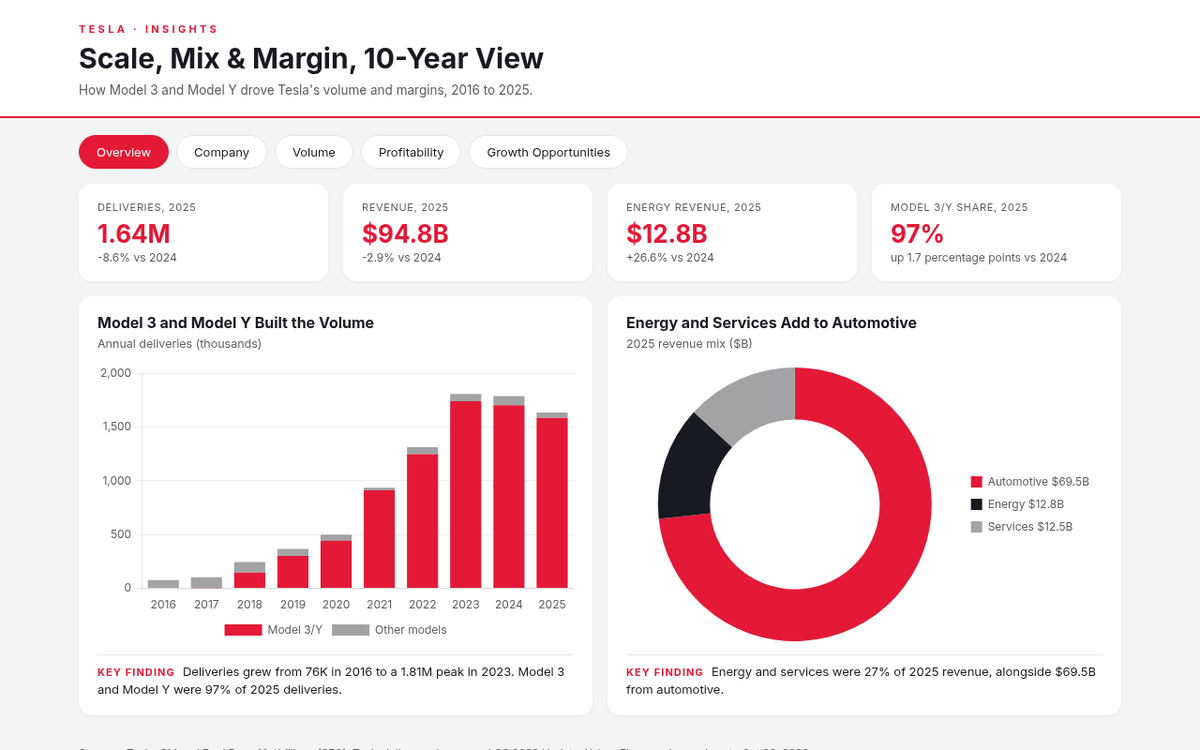 TESLA · INSIGHTS
Scale, Mix & Margin, 10-Year View
How Model 3 and Model Y drove Tesla's volume and margins, 2016 to 2025.
Overview
Company
Volume
Profitability
Growth Opportunities
DELIVERIES, 2025
1.64M
-8.6% vs 2024
REVENUE, 2025
$94.8B
-2.9% vs 2024
ENERGY REVENUE, 2025
$12.8B
+26.6% vs 2024
MODEL 3/Y SHARE, 2025
97%
up 1.7 percentage points vs 2024
Model 3 and Model Y Built the Volume
Annual deliveries (thousands)
2,000
1,500
1,000
500
0
2016 2017 2018 2019 2020 2021 2022 2023 2024 2025
Model 3/Y Other models
KEY FINDING Deliveries grew from 76K in 2016 to a 1.81M peak in 2023. Model 3
and Model Y were 97% of 2025 deliveries.
Energy and Services Add to Automotive
2025 revenue mix ($B)
Automotive $69.5B
Energy $12.8B
Services $12.5B
KEY FINDING Energy and services were 27% of 2025 revenue, alongside $69.5B
from automotive.